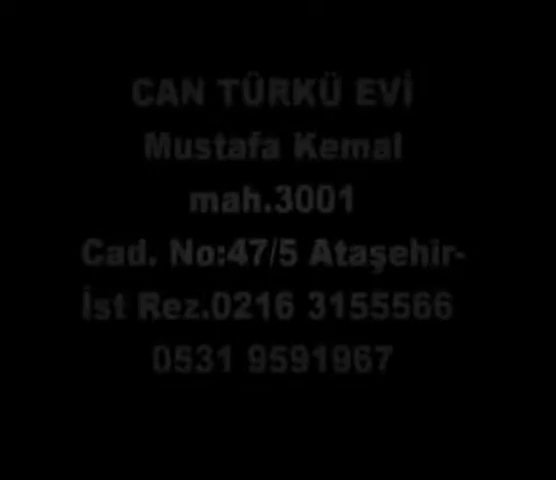 CAN TÜRKÜ EVİ
Mustafa Kemal
mah.3001
Cad. No:47/5 Ataşehir-
İst Rez.0216 3155566
0531 9591967